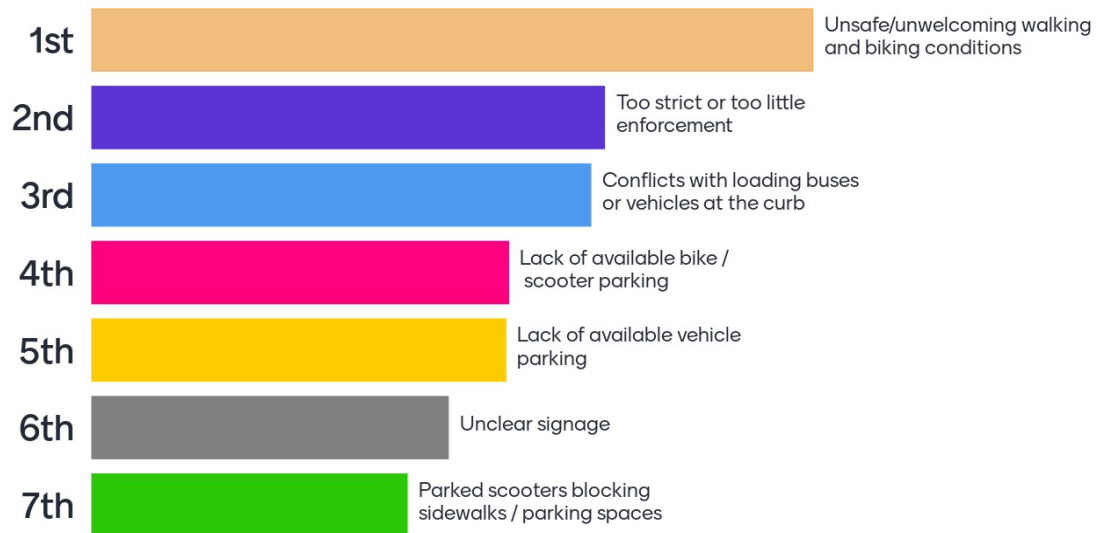 1st
Unsafe/unwelcoming walking
and biking conditions
2nd
Too strict or too little
enforcement
3rd
Conflicts with loading buses
or vehicles at the curb
4th
Lack of available bike /
scooter parking
5th
Lack of available vehicle
parking
6th
Unclear signage
7th
Parked scooters blocking
sidewalks / parking spaces